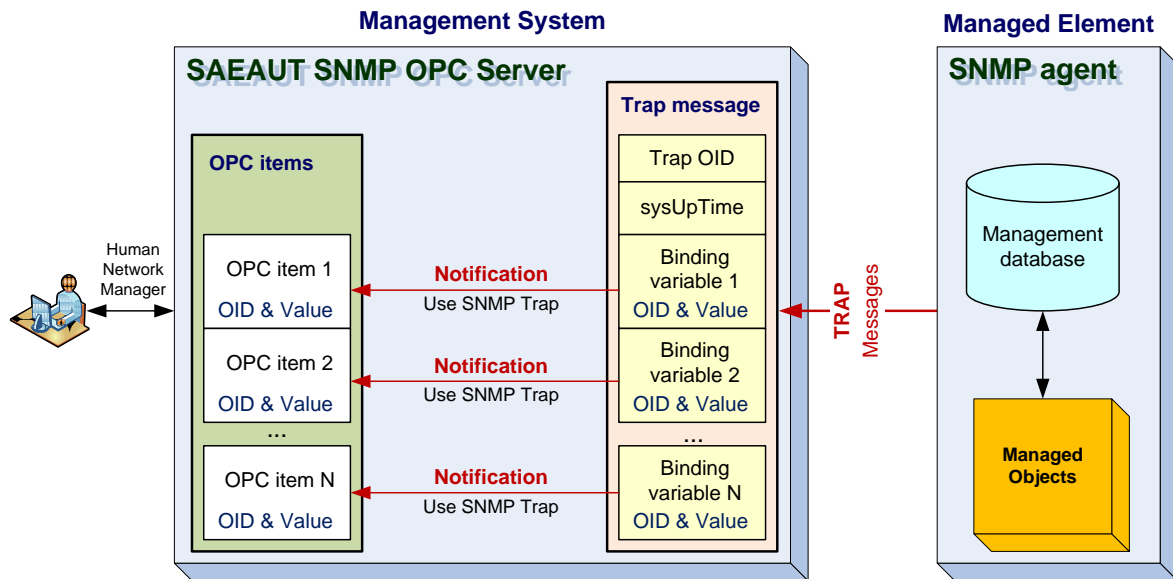 Management System
Managed Element
SAEAUT SNMP OPC Server
SNMP agent
Trap message
OPC items
Trap OID
sysUpTime
Human
Network
Manager
OPC item 1
OID & Value
Notification
Use SNMP Trap
Binding
variable 1
OID & Value
TRAP
Messages
Management
database
OPC item 2
OID & Value
Notification
Use SNMP Trap
Binding
variable 2
OID & Value
...
...
OPC item N
OID & Value
Notification
Use SNMP Trap
Binding
variable N
OID & Value
Managed
Objects